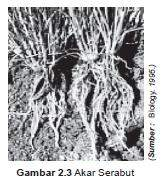 (Sumber : Biology, 1995.)
Gambar 2.3 Akar Serabut